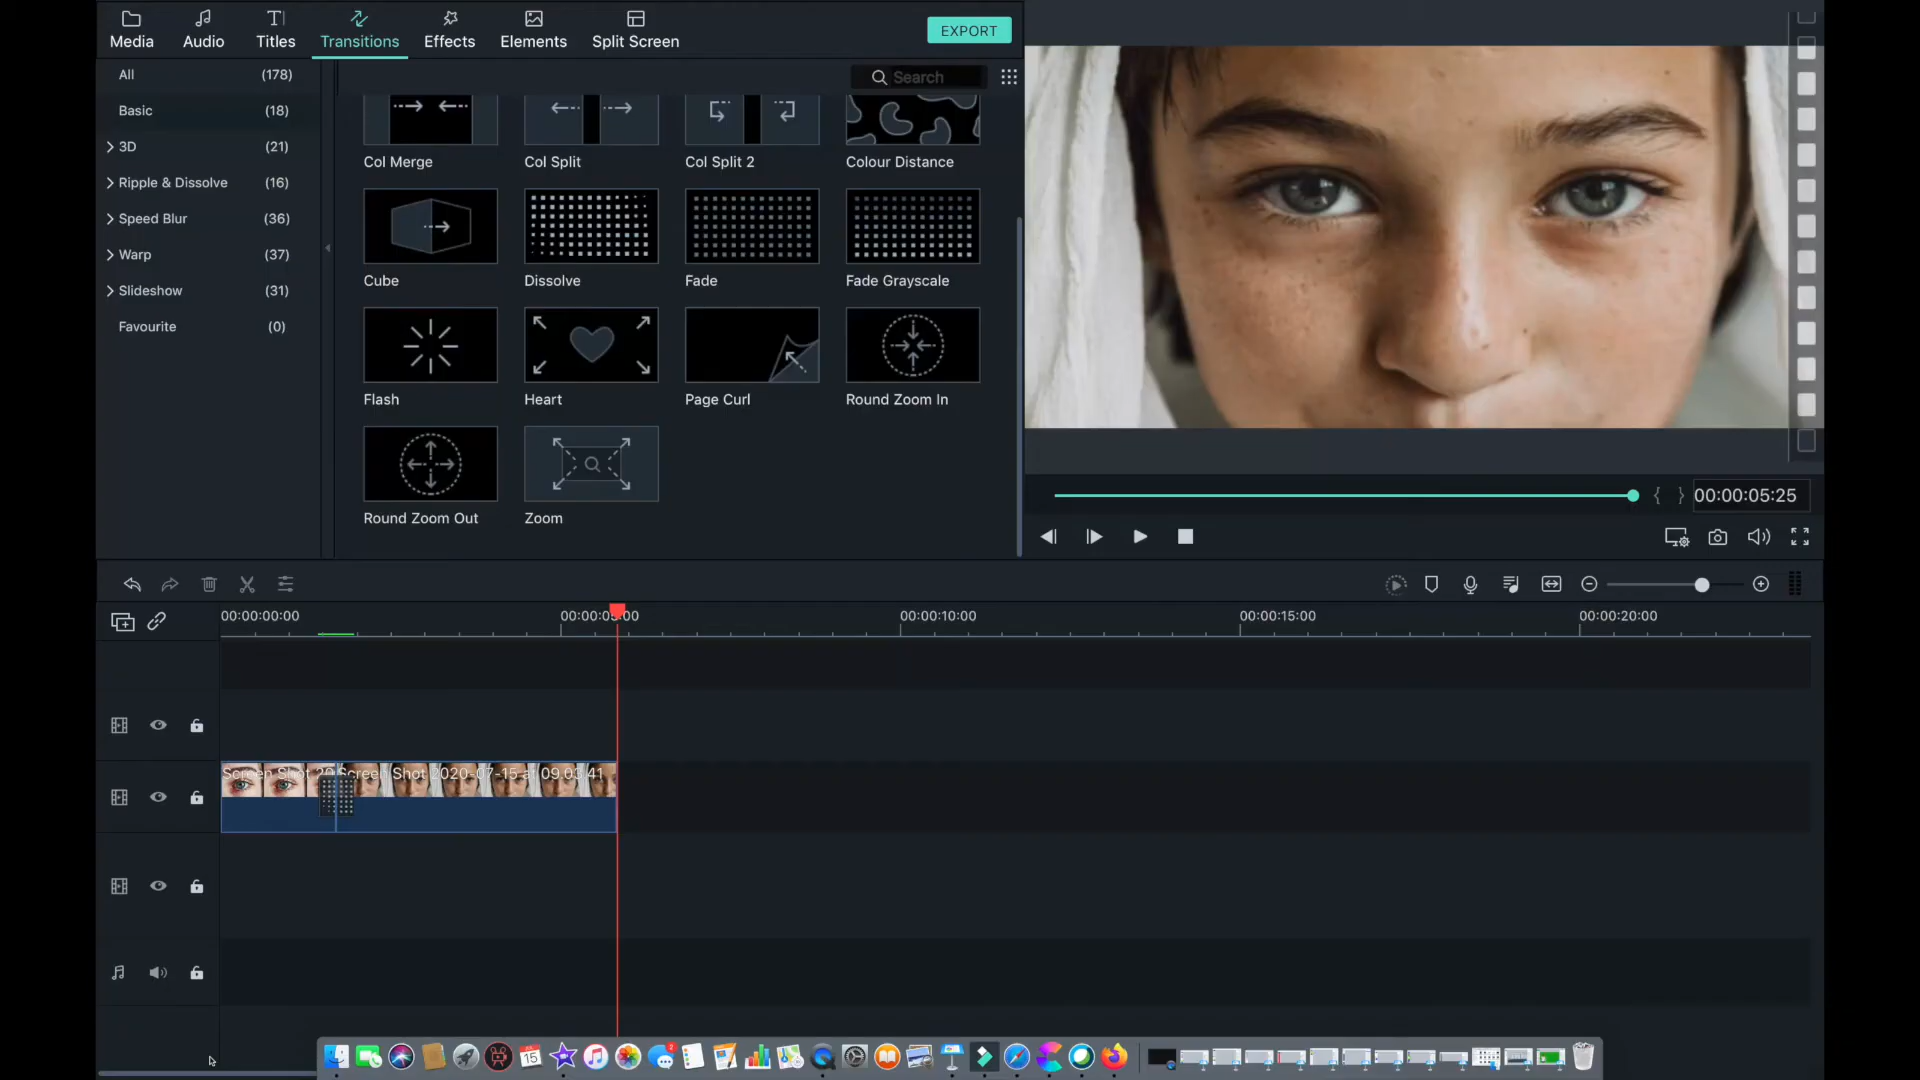 Media
Audio
Titles
Transitions
Effects
Elements
Split Screen
EXPORT
All (178)
Basic (18)
3D (21)
Ripple & Dissolve (16)
Speed Blur (36)
Warp (37)
Slideshow (31)
Favourite (0)
Search
Col Merge
Col Split
Col Split 2
Colour Distance
Cube
Dissolve
Fade
Fade Grayscale
Flash
Heart
Page Curl
Round Zoom In
Round Zoom Out
Zoom
00:00:05:25
00:00:00:00
00:00:05:00
00:00:10:00
00:00:15:00
00:00:20:00
Screen Shot 20
Screen Shot 2020-07-15 at 09.03.41
15
2